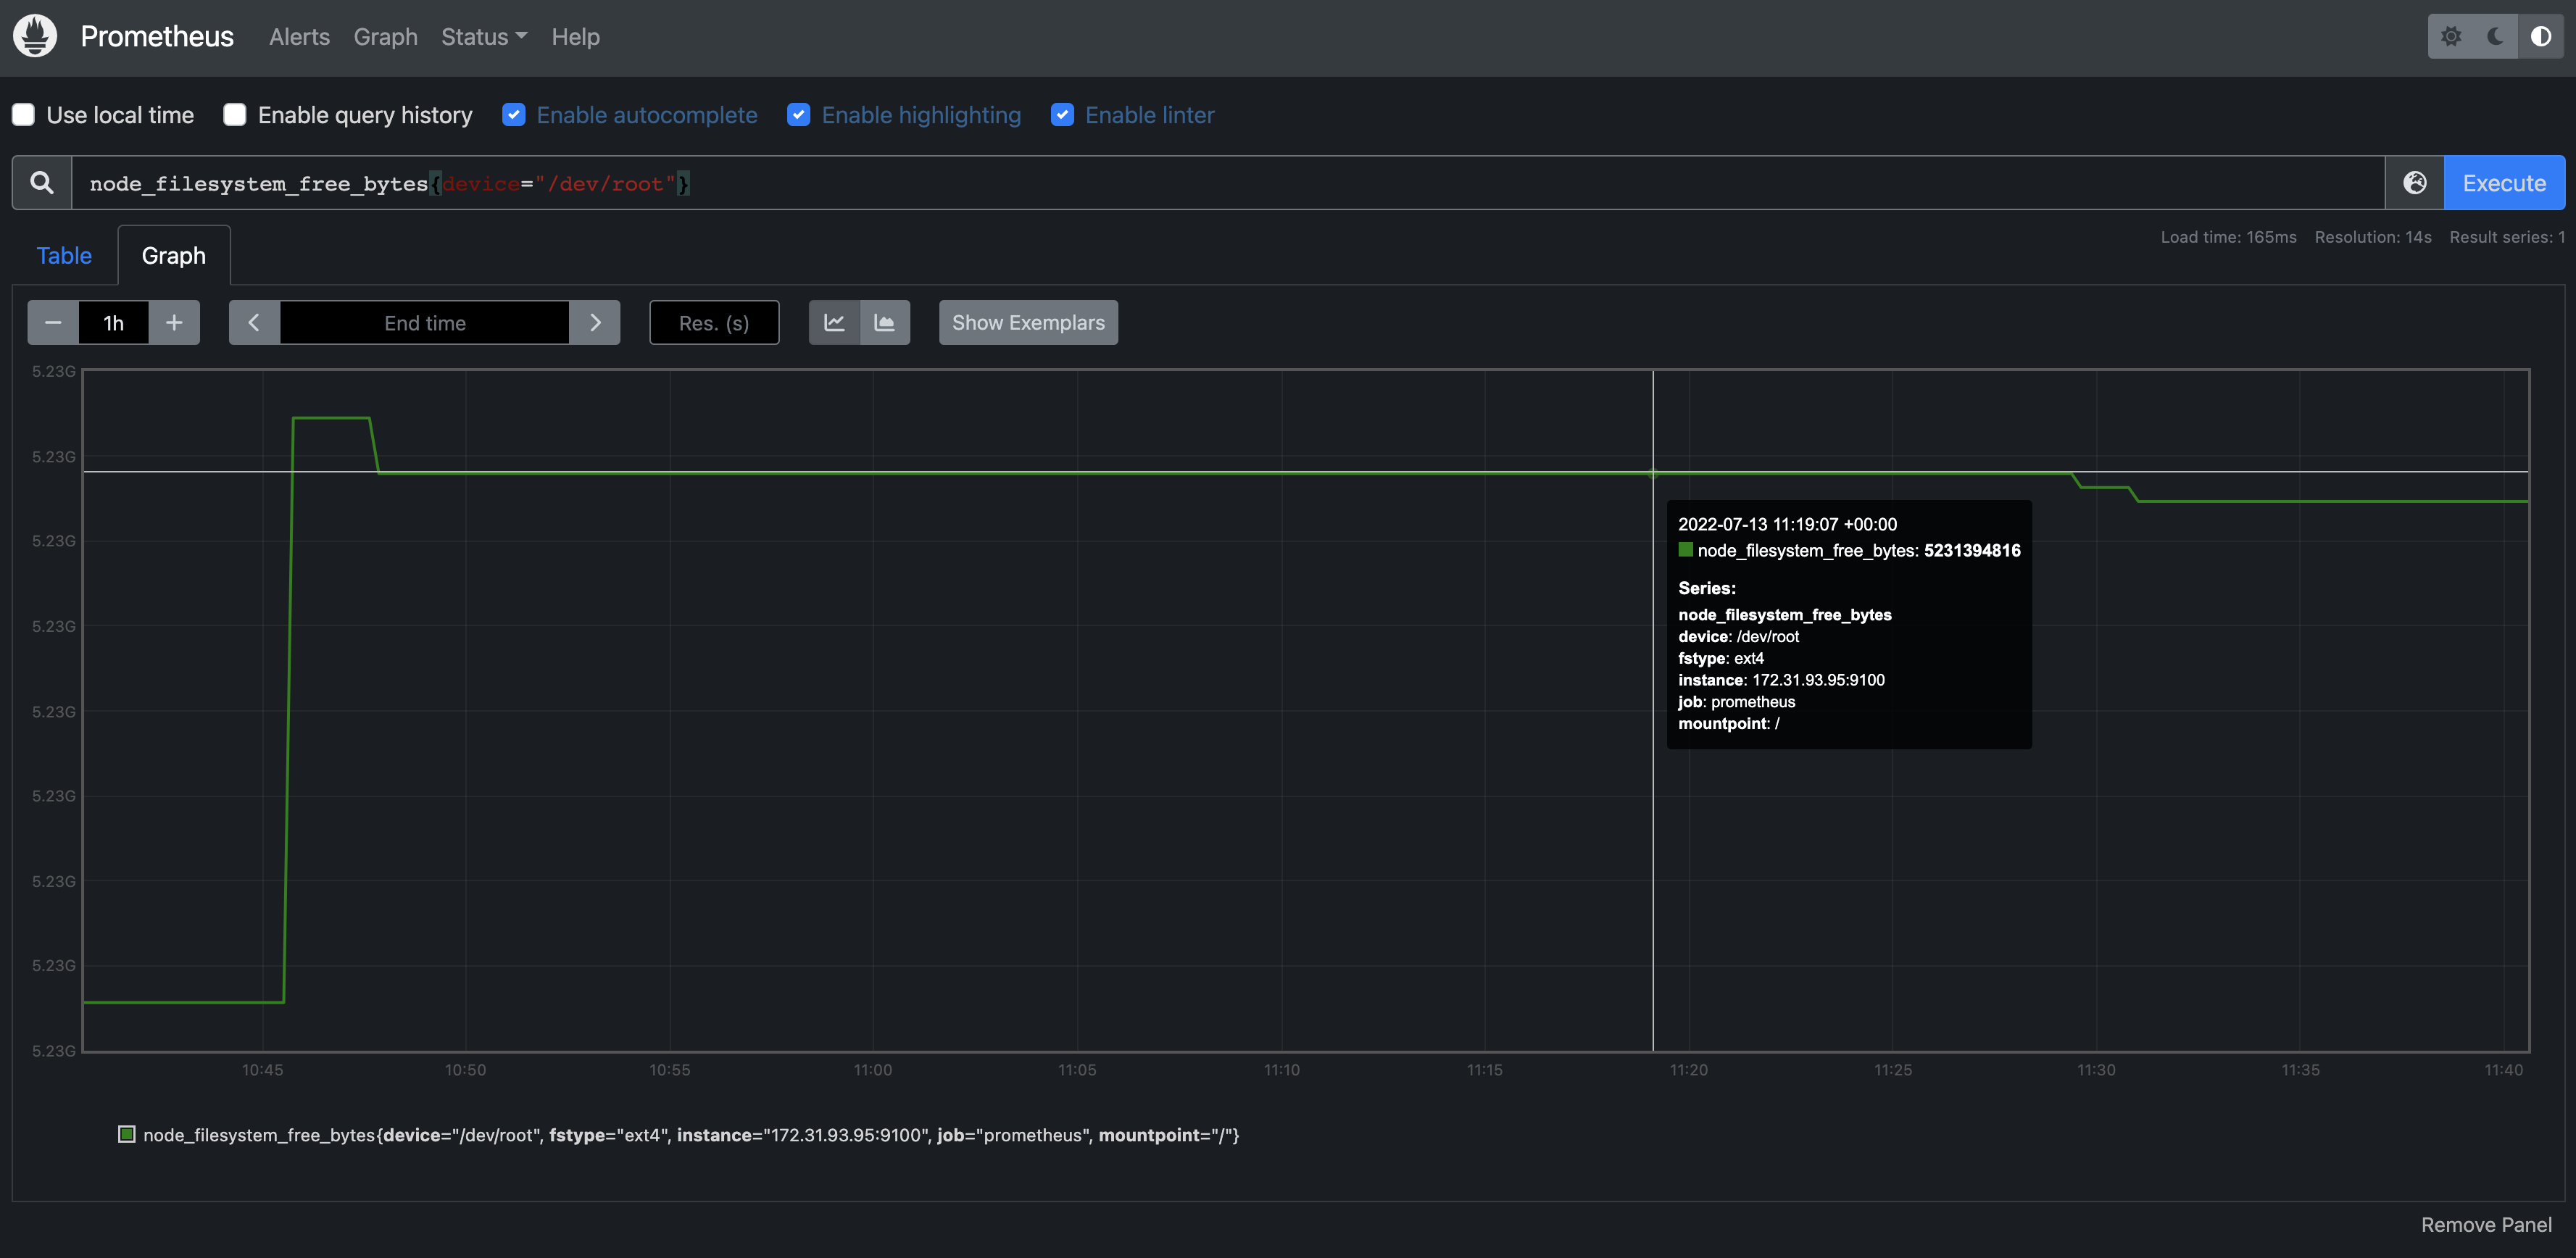 Prometheus Alerts Graph Status Help
Use local time Enable query history Enable autocomplete Enable highlighting Enable linter
node_filesystem_free_bytes{device="/dev/root"} Execute
Load time: 165ms Resolution: 14s Result series: 1
Table Graph
− 1h + End time Res. (s) Show Exemplars
5.23G
5.23G
5.23G
5.23G
5.23G
5.23G
5.23G
5.23G
5.23G
2022-07-13 11:19:07 +00:00
node_filesystem_free_bytes: 5231394816
Series:
node_filesystem_free_bytes
device: /dev/root
fstype: ext4
instance: 172.31.93.95:9100
job: prometheus
mountpoint: /
10:45 10:50 10:55 11:00 11:05 11:10 11:15 11:20 11:25 11:30 11:35 11:40
node_filesystem_free_bytes{device="/dev/root", fstype="ext4", instance="172.31.93.95:9100", job="prometheus", mountpoint="/"}
Remove Panel